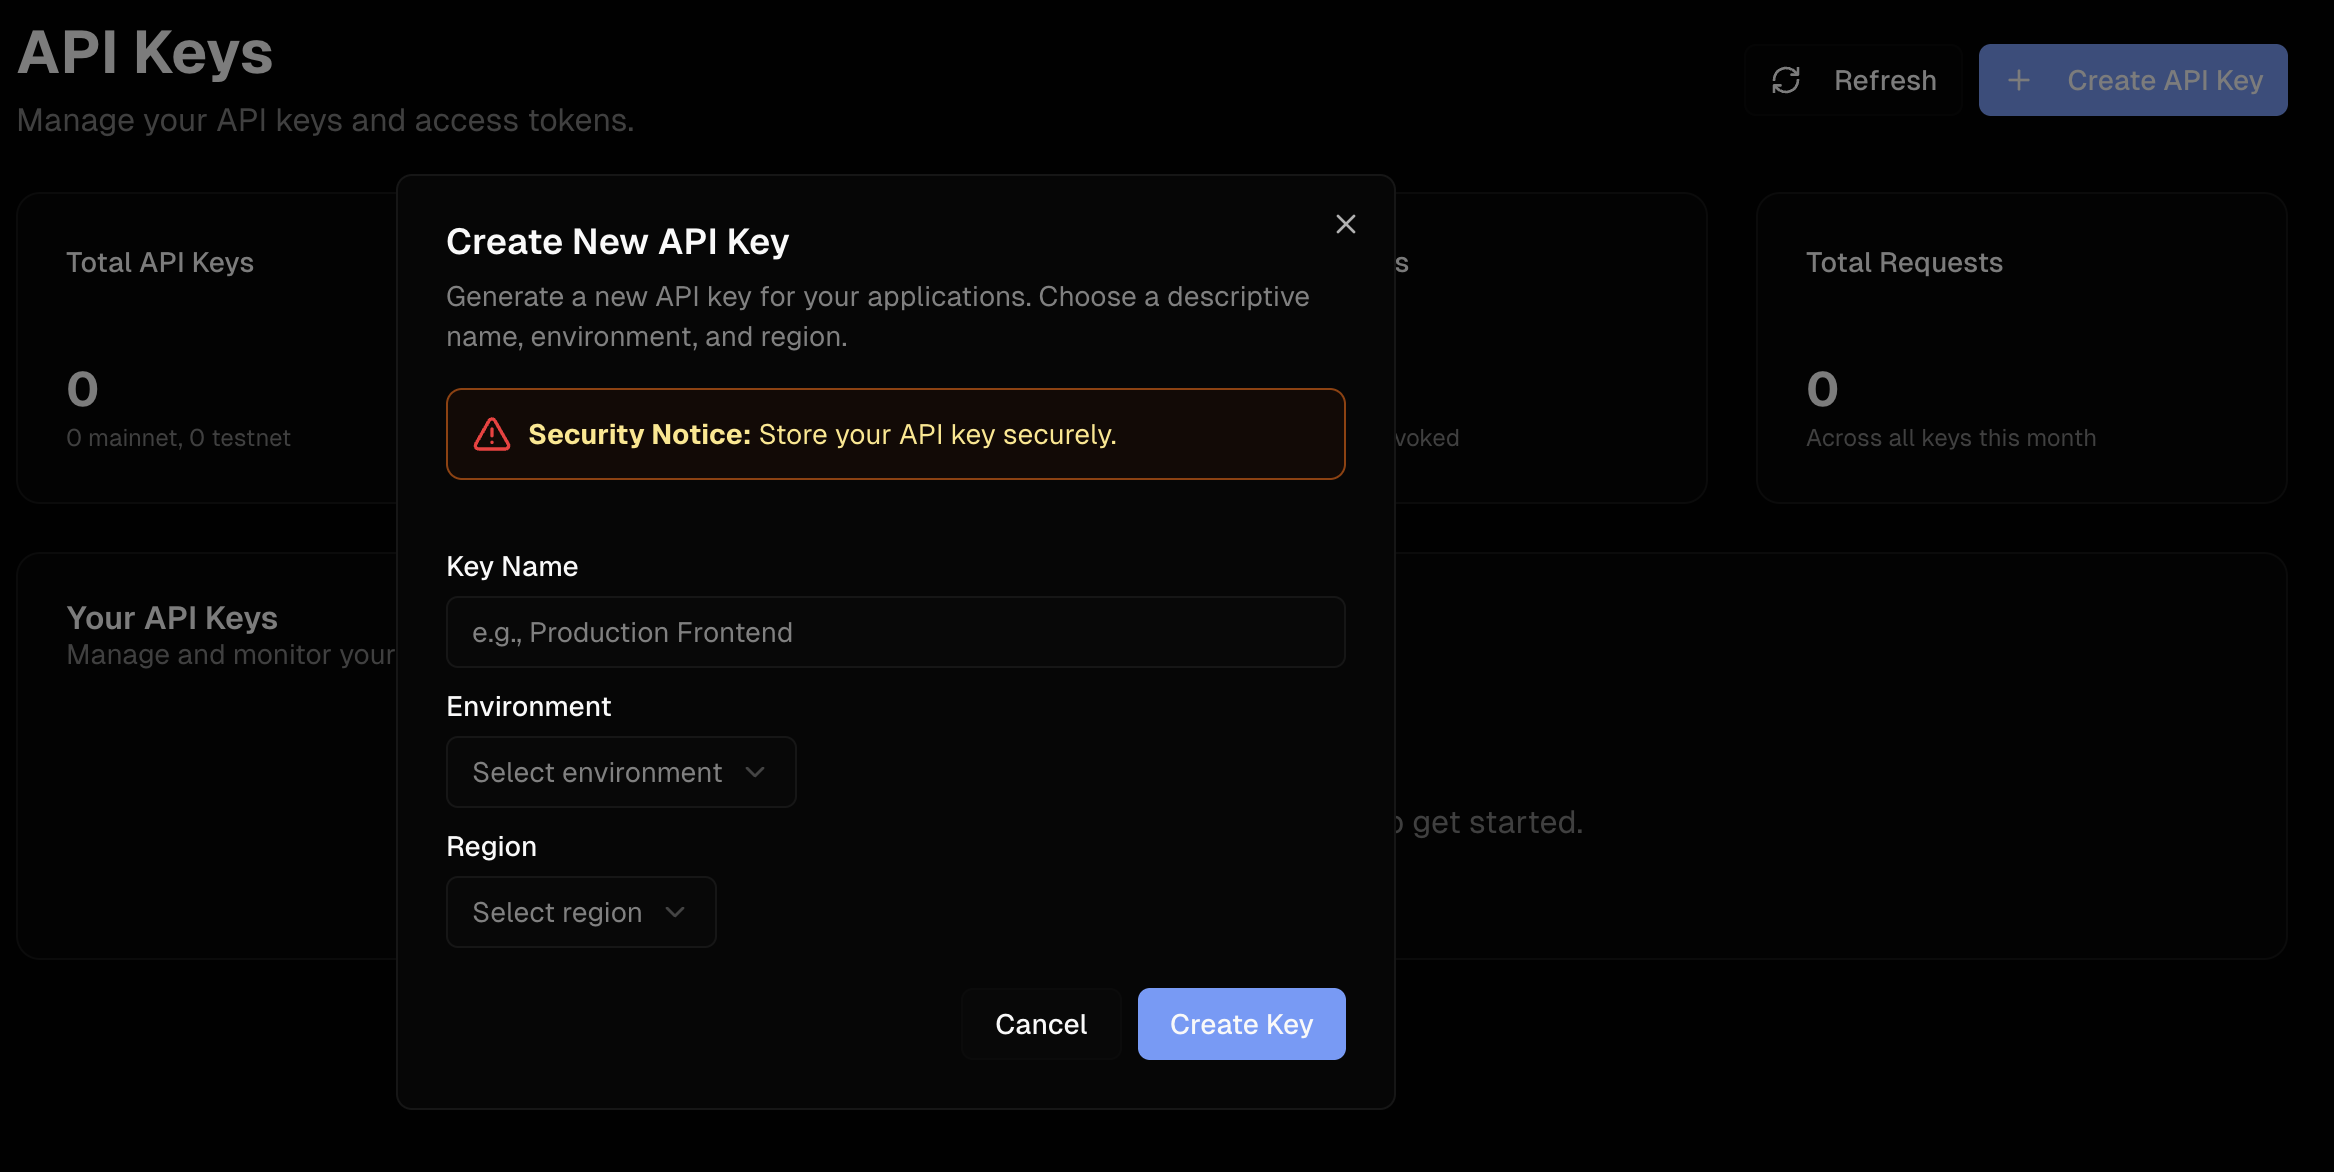 API Keys
Manage your API keys and access tokens.
Refresh
Create API Key
Create New API Key
Generate a new API key for your applications. Choose a descriptive
name, environment, and region.
Security Notice: Store your API key securely.
Key Name
e.g., Production Frontend
Environment
Select environment
Region
Select region
Cancel
Create Key
Total API Keys
0
0 mainnet, 0 testnet
Total Requests
0
Across all keys this month
Your API Keys
Manage and monitor your
get started.